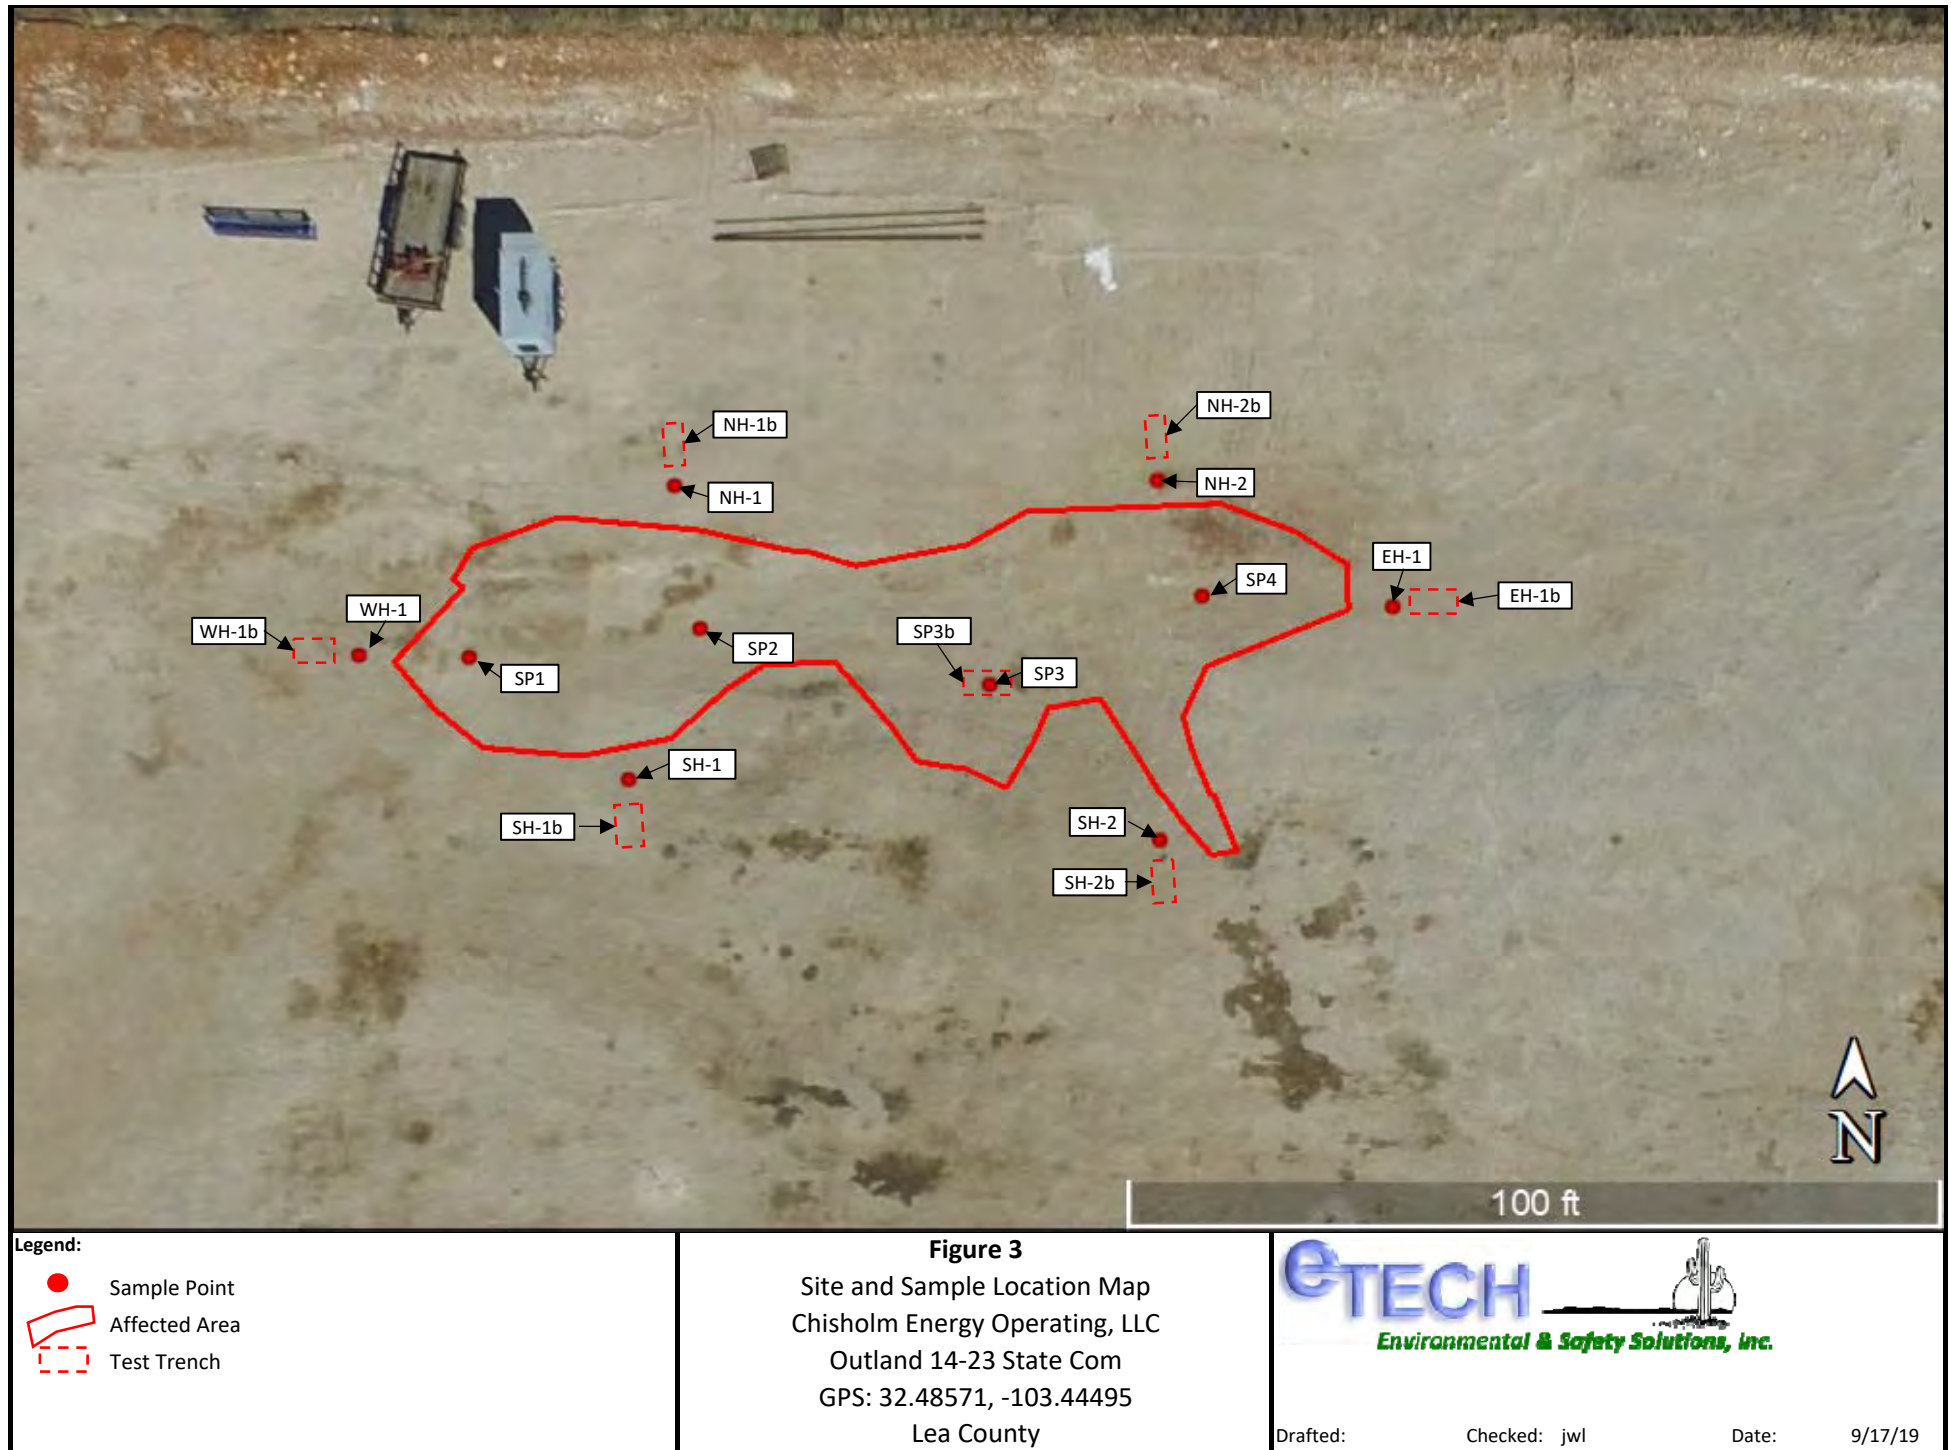 NH-1b
NH-2b
NH-1
NH-2
EH-1
SP4
EH-1b
WH-1
WH-1b
SP3b
SP2
SP1
SP3
SH-1
SH-1b
SH-2
SH-2b
N
100 ft
Legend:
Sample Point
Affected Area
Test Trench
Figure 3
Site and Sample Location Map
Chisholm Energy Operating, LLC
Outland 14-23 State Com
GPS: 32.48571, -103.44495
Lea County
eTECH
Environmental & Safety Solutions, Inc.
Drafted: Checked: jwl Date: 9/17/19